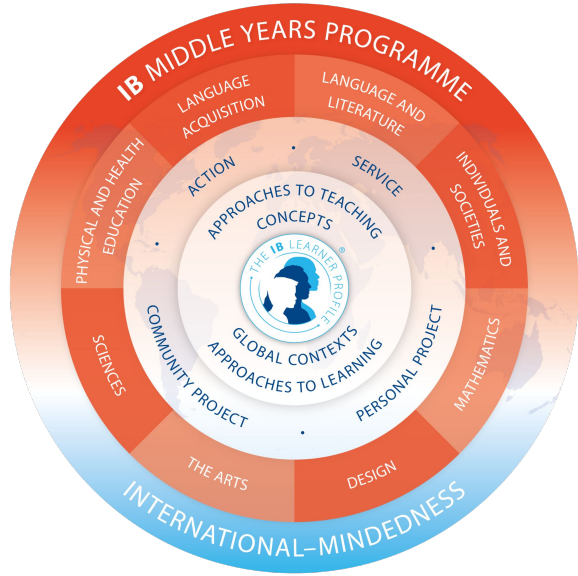 IB MIDDLE YEARS PROGRAMME
LANGUAGE
ACQUISITION
LANGUAGE AND
LITERATURE
PHYSICAL AND HEALTH
EDUCATION
INDIVIDUALS AND
SOCIETIES
SCIENCES
MATHEMATICS
THE ARTS
DESIGN
ACTION
SERVICE
COMMUNITY PROJECT
PERSONAL PROJECT
APPROACHES TO TEACHING
CONCEPTS
THE IB LEARNER PROFILE
®
GLOBAL CONTEXTS
APPROACHES TO LEARNING
INTERNATIONAL–MINDEDNESS